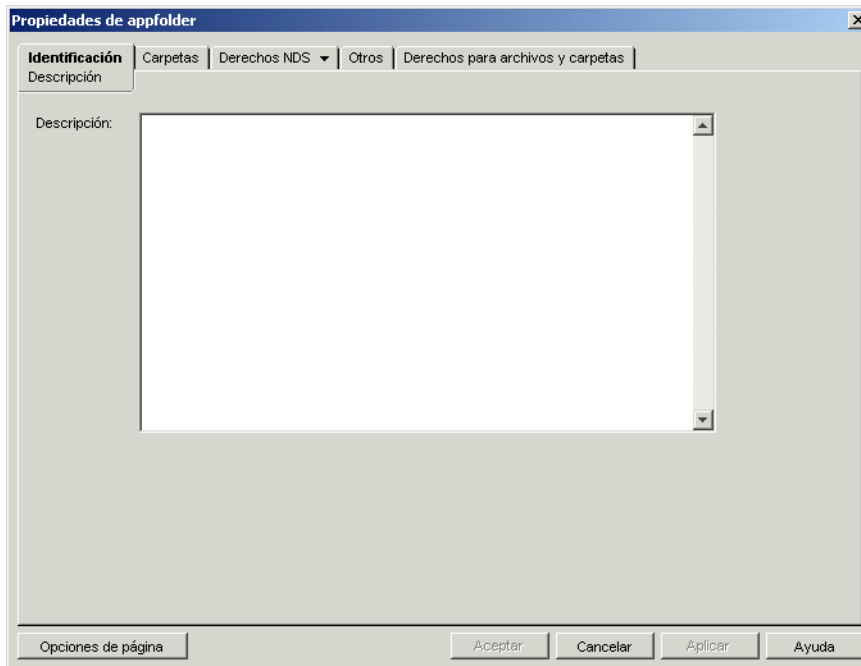 Propiedades de appfolder
Identificación Carpetas Derechos NDS Otros Derechos para archivos y carpetas
Descripción
Descripción:
Opciones de página Aceptar Cancelar Aplicar Ayuda